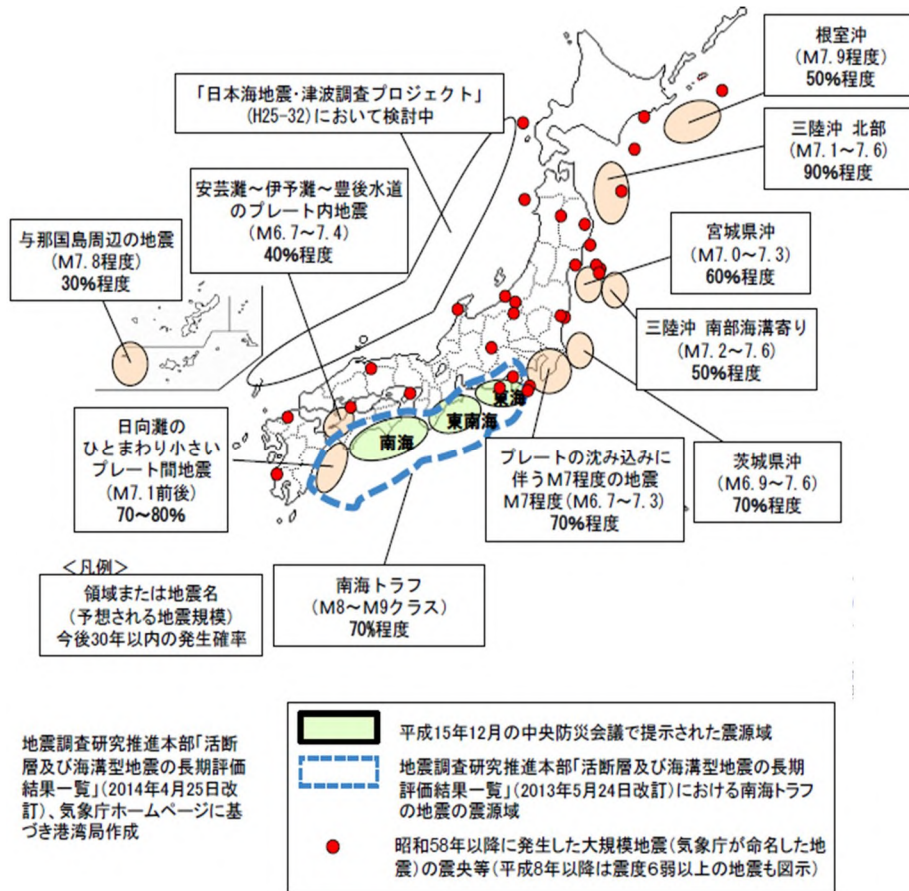 根室沖
(M7.9程度)
50%程度
「日本海地震・津波調査プロジェクト」
(H25-32)において検討中
三陸沖 北部
(M7.1～7.6)
90%程度
安芸灘～伊予灘～豊後水道
のプレート内地震
(M6.7～7.4)
40%程度
与那国島周辺の地震
(M7.8程度)
30%程度
宮城県沖
(M7.0～7.3)
60%程度
三陸沖 南部海溝寄り
(M7.2～7.6)
50%程度
東海
東南海
南海
日向灘の
ひとまわり小さい
プレート間地震
(M7.1前後)
70～80%
プレートの沈み込みに
伴うM7程度の地震
M7程度(M6.7～7.3)
70%程度
茨城県沖
(M6.9～7.6)
70%程度
＜凡例＞
領域または地震名
(予想される地震規模)
今後30年以内の発生確率
南海トラフ
(M8～M9クラス)
70%程度
地震調査研究推進本部「活断
層及び海溝型地震の長期評価
結果一覧」(2014年4月25日改
訂)、気象庁ホームページに基
づき港湾局作成
平成15年12月の中央防災会議で提示された震源域
地震調査研究推進本部「活断層及び海溝型地震の長期
評価結果一覧」(2013年5月24日改訂)における南海トラフ
の地震の震源域
昭和58年以降に発生した大規模地震(気象庁が命名した地
震)の震央等(平成8年以降は震度6弱以上の地震も図示)